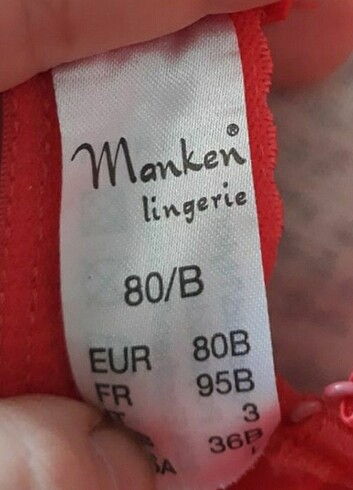 Manken®
lingerie
80/B
EUR 80B
FR 95B
3
36B